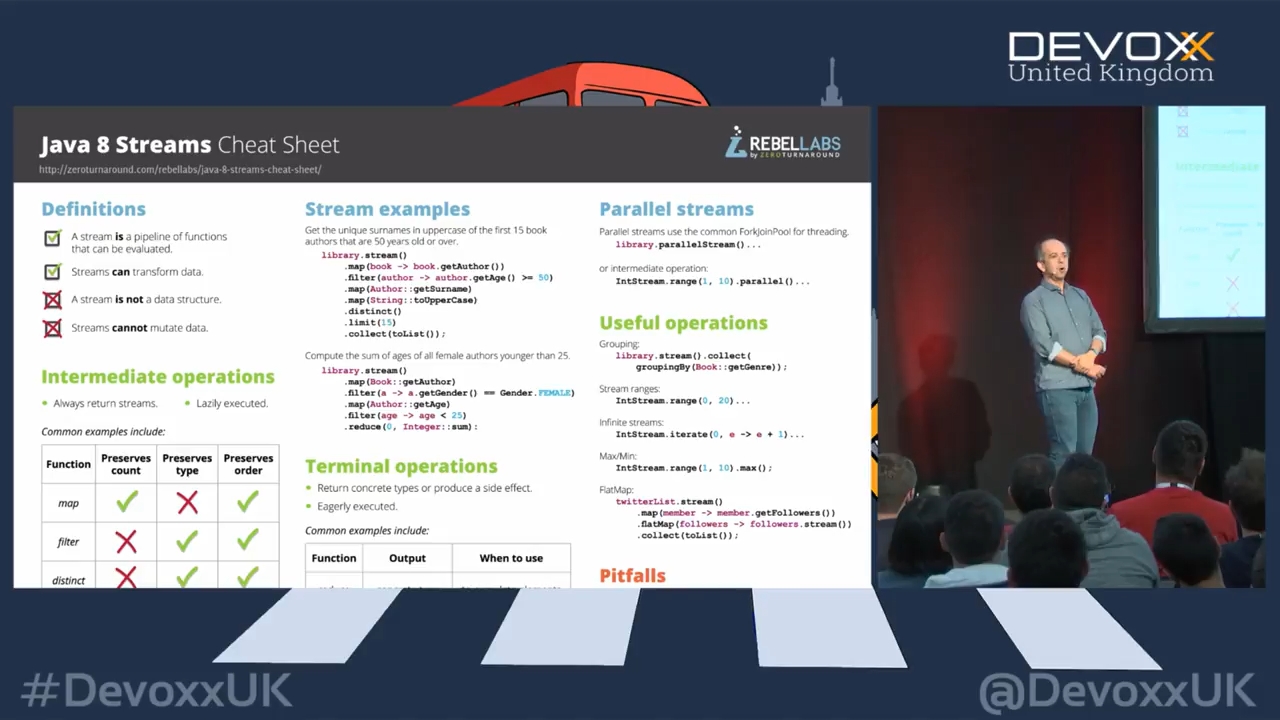 DEVOXX
United Kingdom
Java 8 Streams Cheat Sheet
http://zeroturnaround.com/rebellabs/java-8-streams-cheat-sheet/
REBELLABS
by ZEROTURNAROUND
Definitions
A stream is a pipeline of functions
that can be evaluated.
Streams can transform data.
A stream is not a data structure.
Streams cannot mutate data.
Intermediate operations
• Always return streams.
• Lazily executed.
Common examples include:
Function Preserves count Preserves type Preserves order
map
filter
distinct
Stream examples
Get the unique surnames in uppercase of the first 15 book
authors that are 50 years old or over.
library.stream()
.map(book -> book.getAuthor())
.filter(author -> author.getAge() >= 50)
.map(Author::getSurname)
.map(String::toUpperCase)
.distinct()
.limit(15)
.collect(toList());
Compute the sum of ages of all female authors younger than 25.
library.stream()
.map(Book::getAuthor)
.filter(a -> a.getGender() == Gender.FEMALE)
.map(Author::getAge)
.filter(age -> age < 25)
.reduce(0, Integer::sum):
Terminal operations
• Return concrete types or produce a side effect.
• Eagerly executed.
Common examples include:
Function Output When to use
Parallel streams
Parallel streams use the common ForkJoinPool for threading.
library.parallelStream()...
or intermediate operation:
IntStream.range(1, 10).parallel()...
Useful operations
Grouping:
library.stream().collect(
groupingBy(Book::getGenre));
Stream ranges:
IntStream.range(0, 20)...
Infinite streams:
IntStream.iterate(0, e -> e + 1)...
Max/Min:
IntStream.range(1, 10).max();
FlatMap:
twitterList.stream()
.map(member -> member.getFollowers())
.flatMap(followers -> followers.stream())
.collect(toList());
Pitfalls
Intermediate
#DevoxxUK
@DevoxxUK